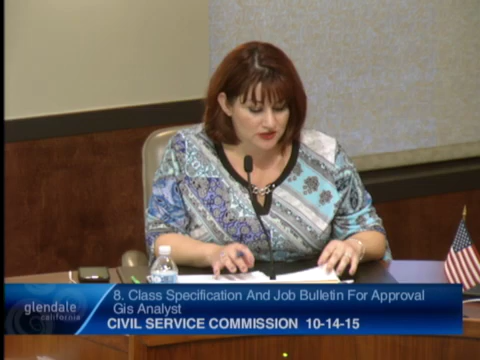 glendale
california
8. Class Specification And Job Bulletin For Approval
Gis Analyst
CIVIL SERVICE COMMISSION 10-14-15